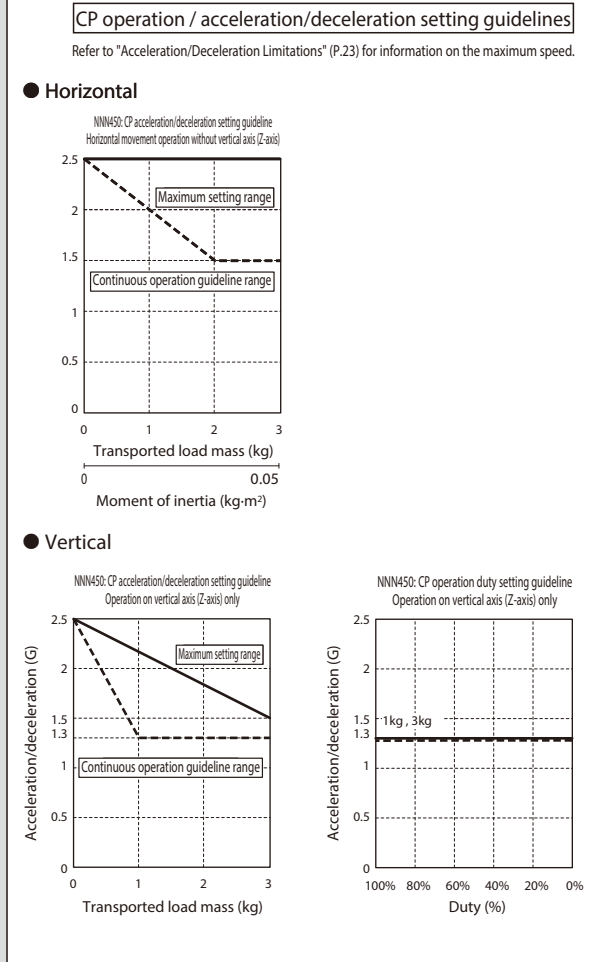 CP operation / acceleration/deceleration setting guidelines
Refer to "Acceleration/Deceleration Limitations" (P.23) for information on the maximum speed.
● Horizontal
NNN450: CP acceleration/deceleration setting guideline
Horizontal movement operation without vertical axis (Z-axis)
2.5
Maximum setting range
2
1.5
Continuous operation guideline range
1
0.5
0
0 1 2 3
Transported load mass (kg)
0 0.05
Moment of inertia (kg·m²)
● Vertical
NNN450: CP acceleration/deceleration setting guideline
Operation on vertical axis (Z-axis) only
Acceleration/deceleration (G)
2.5
Maximum setting range
2
1.5
1.3
1
Continuous operation guideline range
0.5
0
0 1 2 3
Transported load mass (kg)
NNN450: CP operation duty setting guideline
Operation on vertical axis (Z-axis) only
Acceleration/deceleration (G)
2.5
2
1.5
1kg , 3kg
1.3
1
0.5
0
100% 80% 60% 40% 20% 0%
Duty (%)